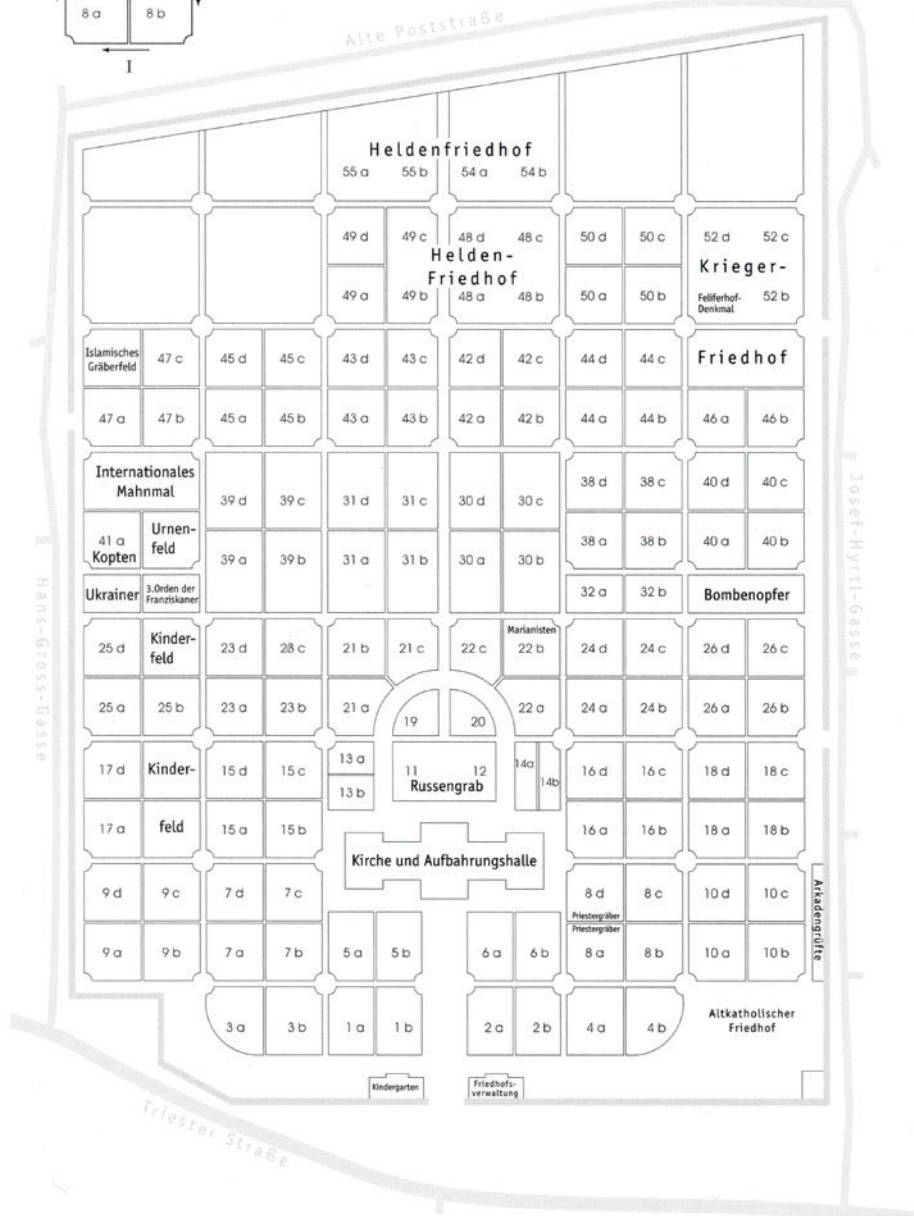 8 a 8 b
I
Alte Poststraße
Heldenfriedhof
55 a 55 b 54 a 54 b
49 d 49 c 48 d 48 c 50 d 50 c 52 d 52 c
Helden-
Friedhof
Krieger-
49 a 49 b 48 a 48 b 50 a 50 b Feliferhof-
Denkmal 52 b
Islamisches
Gräberfeld 47 c 45 d 45 c 43 d 43 c 42 d 42 c 44 d 44 c Friedhof
47 a 47 b 45 a 45 b 43 a 43 b 42 a 42 b 44 a 44 b 46 a 46 b
Internationales
Mahnmal
39 d 39 c 31 d 31 c 30 d 30 c 38 d 38 c 40 d 40 c
41 a
Kopten
Urnen-
feld
39 a 39 b 31 a 31 b 30 a 30 b 38 a 38 b 40 a 40 b
Ukrainer 3.Orden der
Franziskaner
32 a 32 b Bombenopfer
25 d Kinder-
feld
23 d 23 c 21 b 21 c 22 c Marianisten
22 b 24 d 24 c 26 d 26 c
25 a 25 b 23 a 23 b 21 a 19 20 22 a 24 a 24 b 26 a 26 b
17 d Kinder- 15 d 15 c 13 a 11 12 14a 14b 16 d 16 c 18 d 18 c
13 b Russengrab
17 a feld 15 a 15 b 16 a 16 b 18 a 18 b
Kirche und Aufbahrungshalle
9 d 9 c 7 d 7 c 8 d 8 c 10 d 10 c
Priestergräber
Priestergräber
9 a 9 b 7 a 7 b 5 a 5 b 6 a 6 b 8 a 8 b 10 a 10 b
Arkadengrüfte
3 a 3 b 1 a 1 b 2 a 2 b 4 a 4 b
Altkatholischer
Friedhof
Kindergarten
Friedhofs-
verwaltung
Triester Straße
Hans-Gross-Gasse
Josef-Hyrtl-Gasse